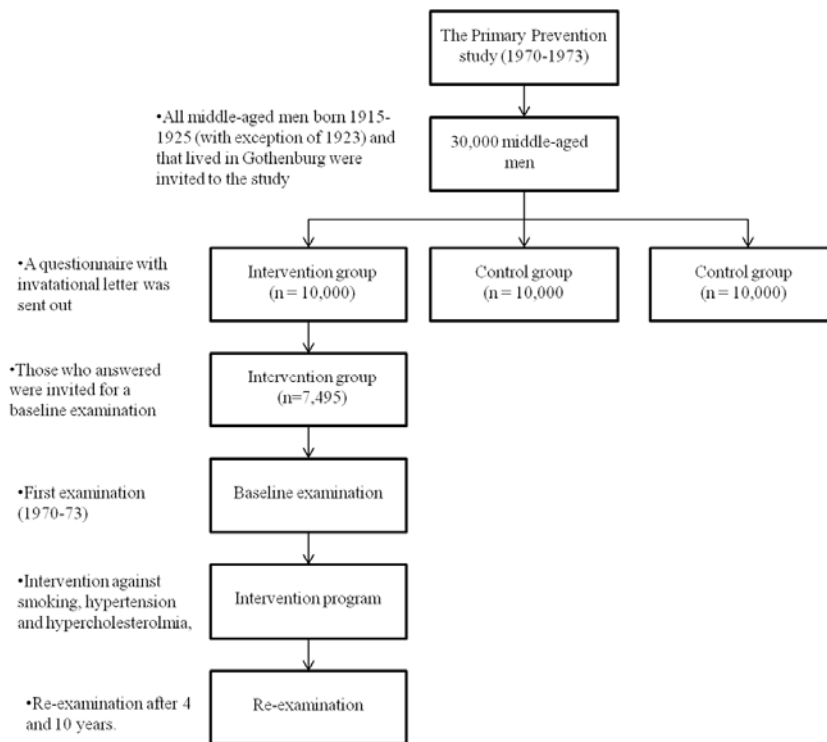 The Primary Prevention
study (1970-1973)
•All middle-aged men born 1915-
1925 (with exception of 1923) and
that lived in Gothenburg were
invited to the study
30,000 middle-aged
men
•A questionnaire with
invatational letter was
sent out
Intervention group
(n = 10,000)
Control group
(n = 10,000
Control group
(n = 10,000)
•Those who answered
were invited for a
baseline examination
Intervention group
(n=7,495)
•First examination
(1970-73)
Baseline examination
•Intervention against
smoking, hypertension
and hypercholesterolmia,
Intervention program
•Re-examination after 4
and 10 years.
Re-examination